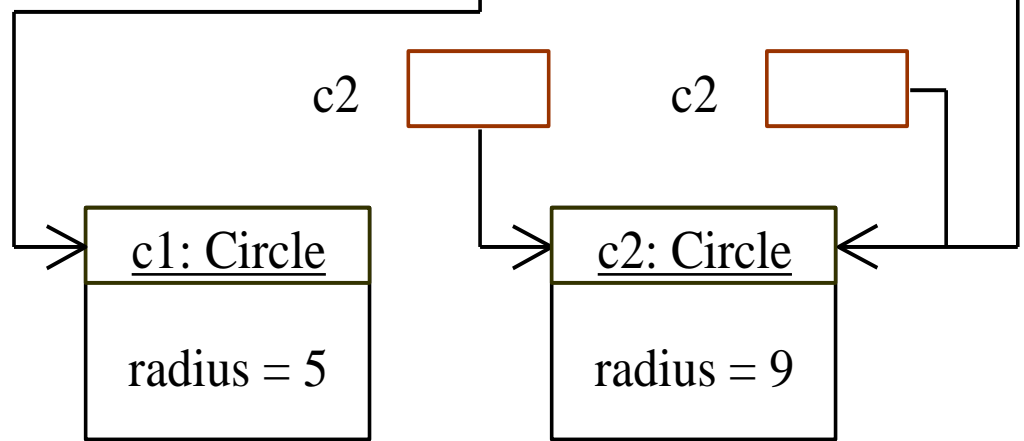 c2 c2
c1: Circle c2: Circle
radius = 5 radius = 9